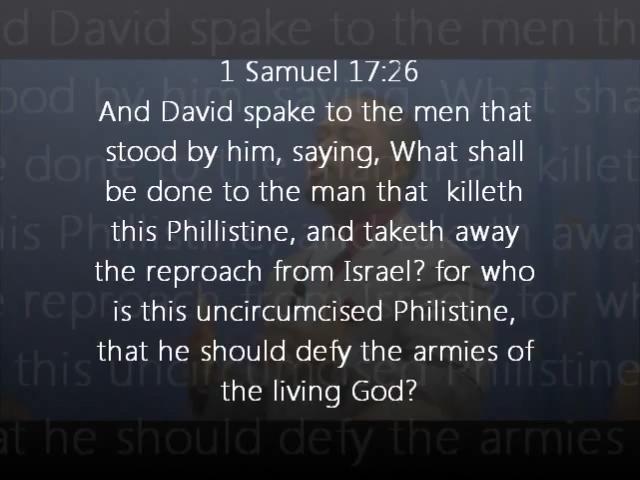 1 Samuel 17:26
And David spake to the men that
stood by him, saying, What shall
be done to the man that  killeth
this Phillistine, and taketh away
the reproach from Israel? for who
is this uncircumcised Philistine,
that he should defy the armies of
the living God?